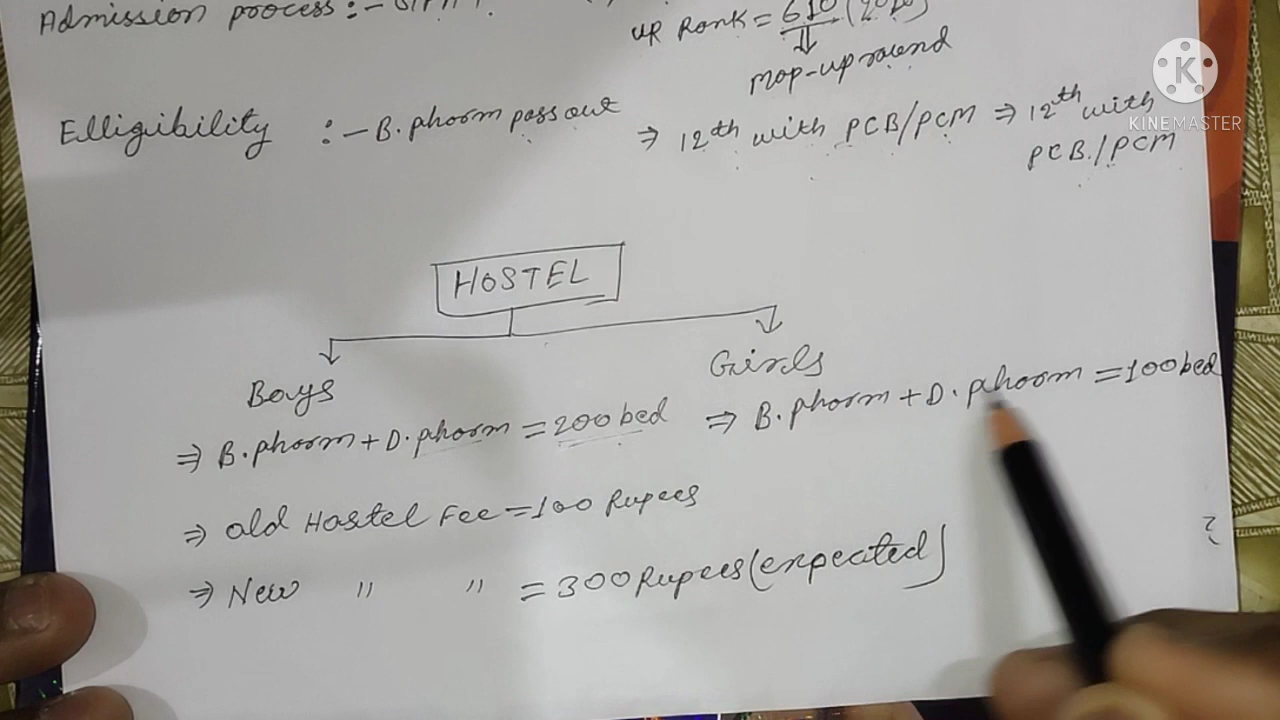 Admission process :-
UR Rank = 610
mop-up round
Elligibility :- B.pharm pass out ⇒ 12th with PCB/PCM ⇒ 12th with PCB/PCM
KINEMASTER
HOSTEL
Boys
Girls
⇒ B.pharm + D.pharm = 200 bed
⇒ B.pharm + D.pharm = 100 bed
⇒ old Hostel Fee = 100 Rupees
⇒ New " " = 300 Rupees (expected)